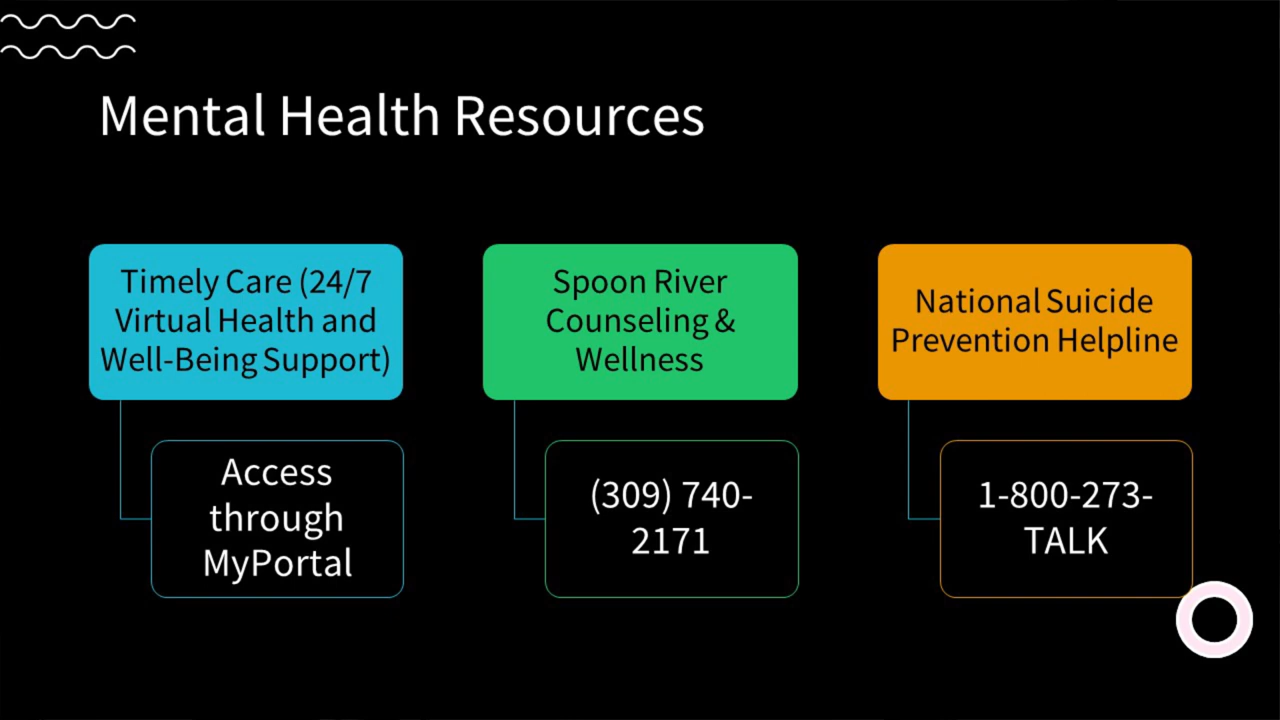 Mental Health Resources
Timely Care (24/7
Virtual Health and
Well-Being Support)
Access
through
MyPortal
Spoon River
Counseling &
Wellness
(309) 740-
2171
National Suicide
Prevention Helpline
1-800-273-
TALK